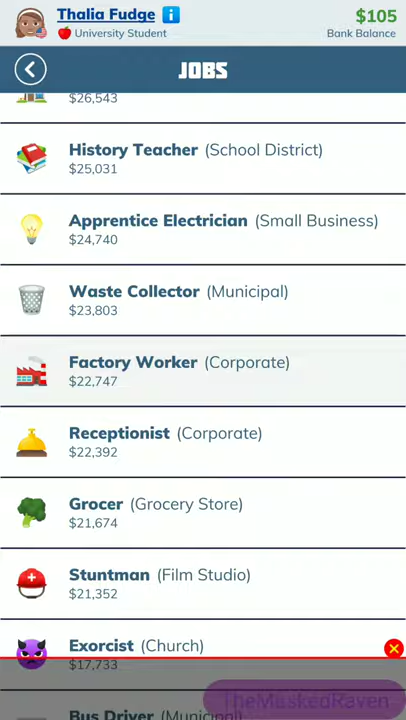 Thalia Fudge i
University Student
$105
Bank Balance
JOBS
$26,543
History Teacher (School District)
$25,031
Apprentice Electrician (Small Business)
$24,740
Waste Collector (Municipal)
$23,803
Factory Worker (Corporate)
$22,747
Receptionist (Corporate)
$22,392
Grocer (Grocery Store)
$21,674
Stuntman (Film Studio)
$21,352
Exorcist (Church)
$17,733
TheMaskedRaven
Bus Driver (Municipal)